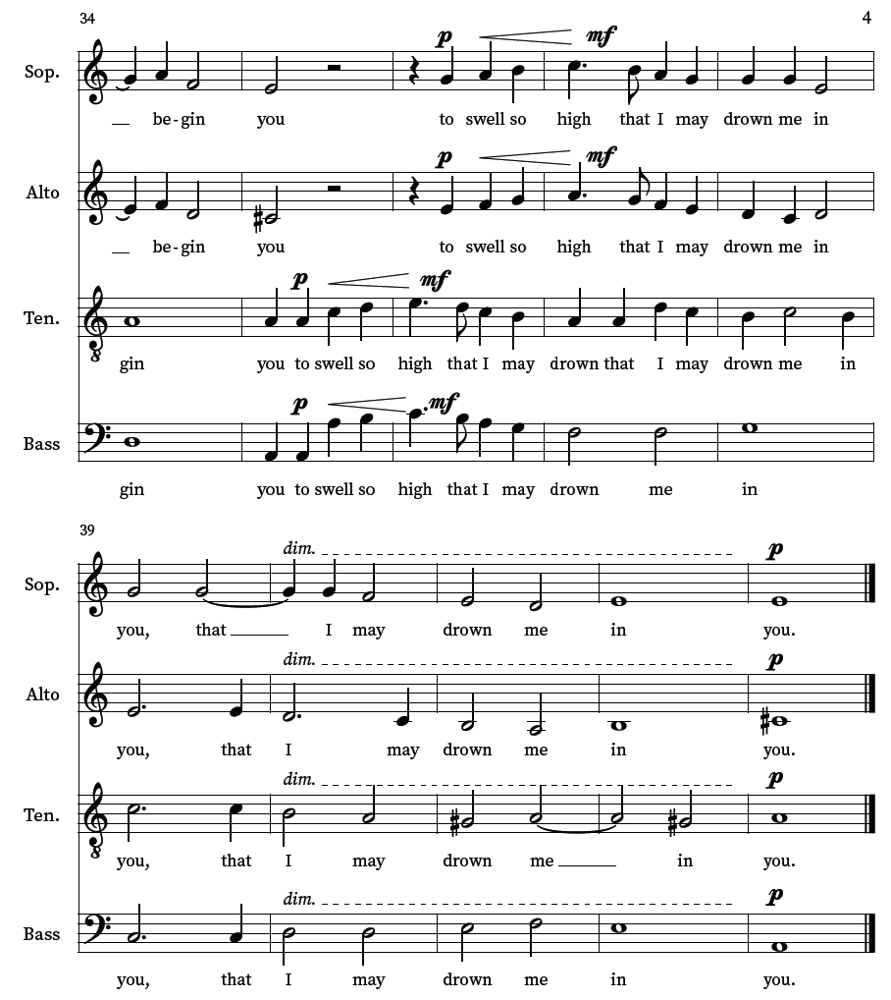 34 4
p mf
Sop.
be-gin you to swell so high that I may drown me in
p mf
Alto
be-gin you to swell so high that I may drown me in
p mf
Ten.
8
gin you to swell so high that I may drown that I may drown me in
p mf
Bass
gin you to swell so high that I may drown me in
39
dim. p
Sop.
you, that I may drown me in you.
dim. p
Alto
you, that I may drown me in you.
dim. p
Ten.
8
you, that I may drown me in you.
dim. p
Bass
you, that I may drown me in you.